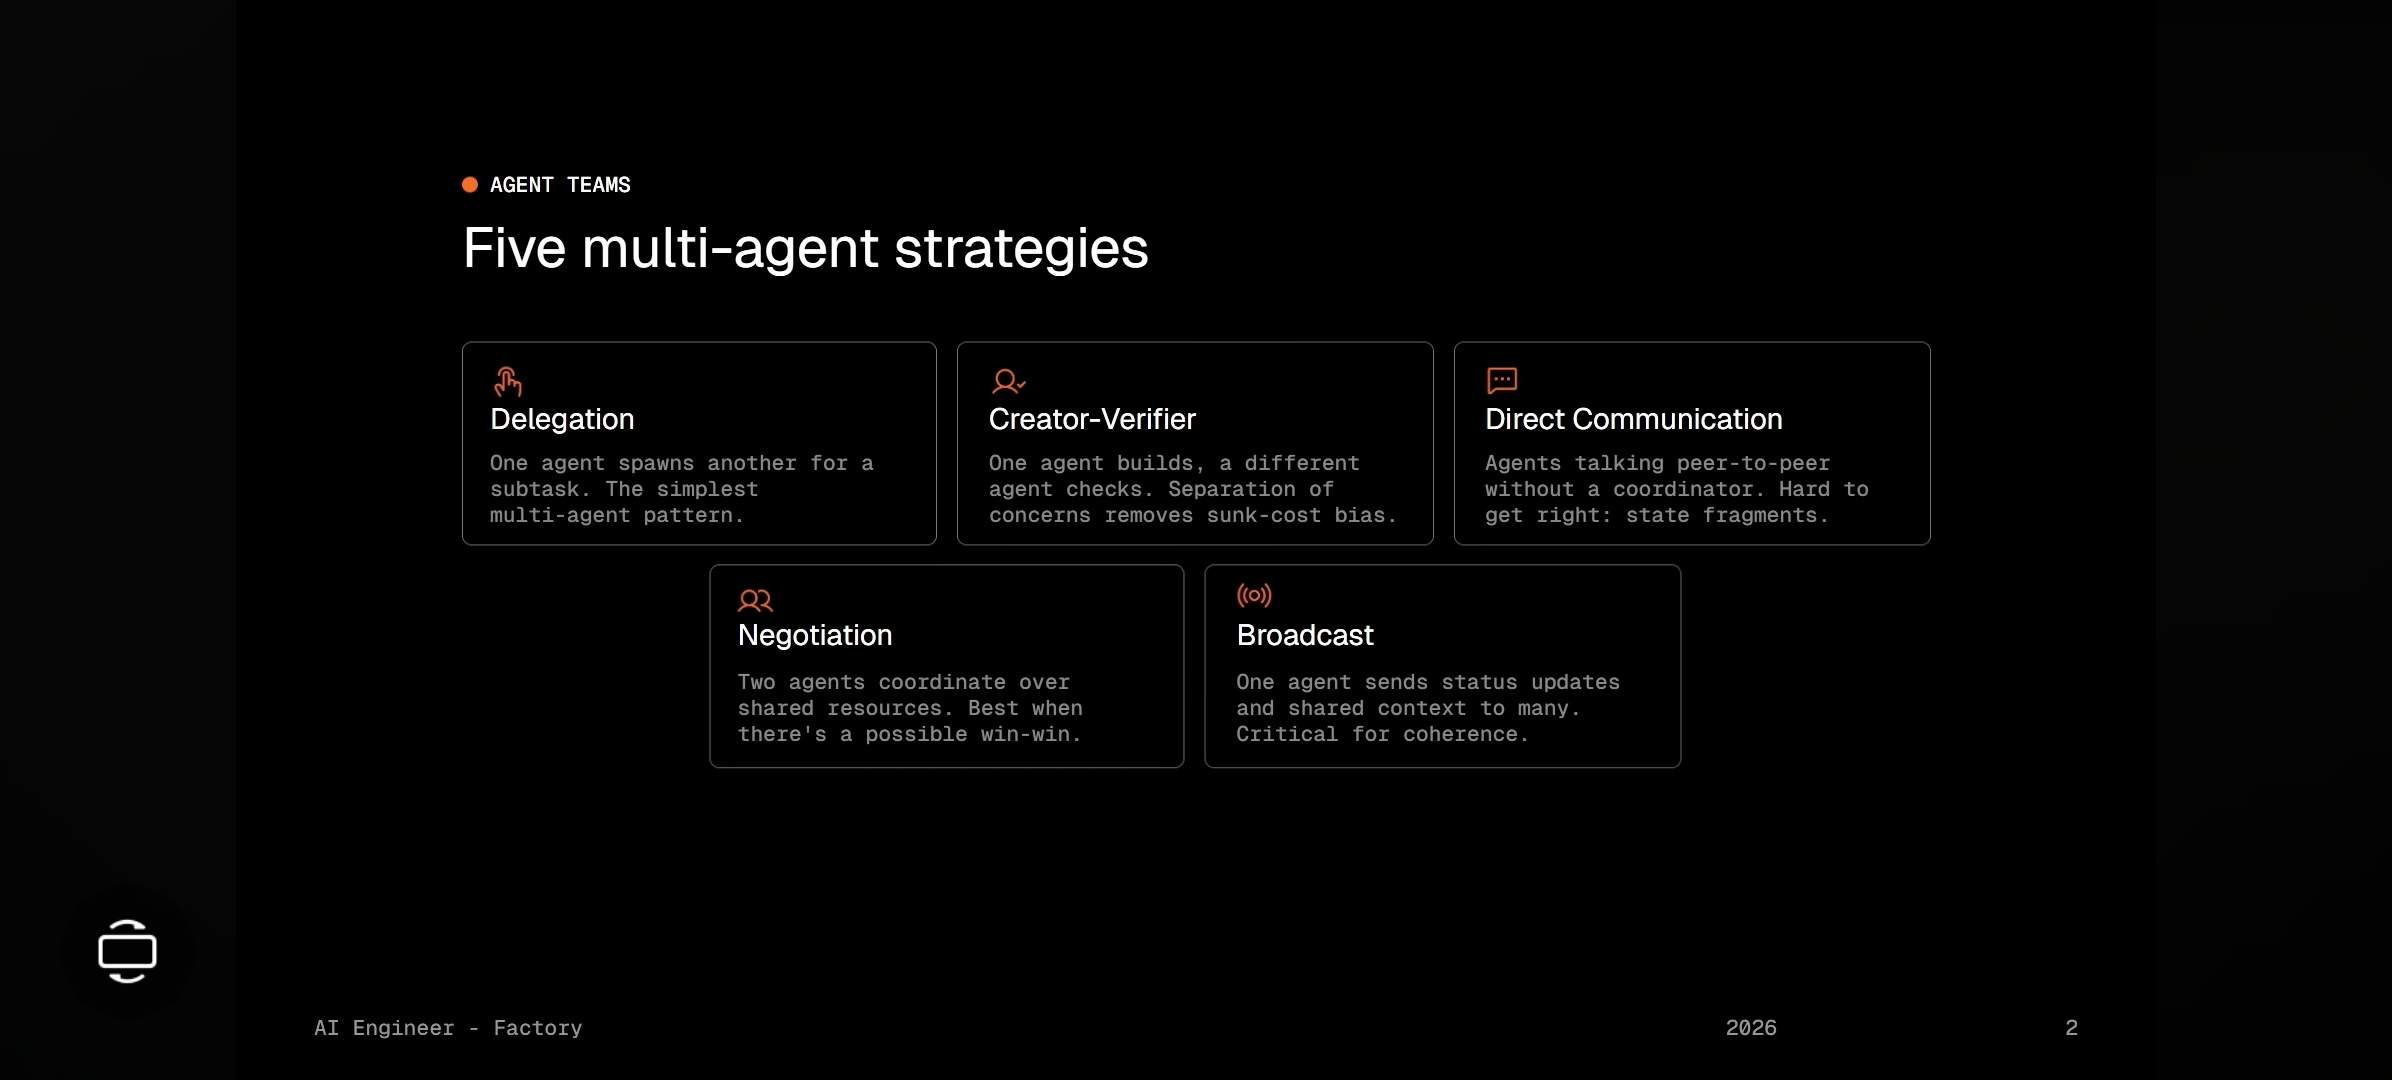 AGENT TEAMS
Five multi-agent strategies
Delegation
One agent spawns another for a
subtask. The simplest
multi-agent pattern.
Creator-Verifier
One agent builds, a different
agent checks. Separation of
concerns removes sunk-cost bias.
Direct Communication
Agents talking peer-to-peer
without a coordinator. Hard to
get right: state fragments.
Negotiation
Two agents coordinate over
shared resources. Best when
there's a possible win-win.
Broadcast
One agent sends status updates
and shared context to many.
Critical for coherence.
AI Engineer - Factory
2026
2